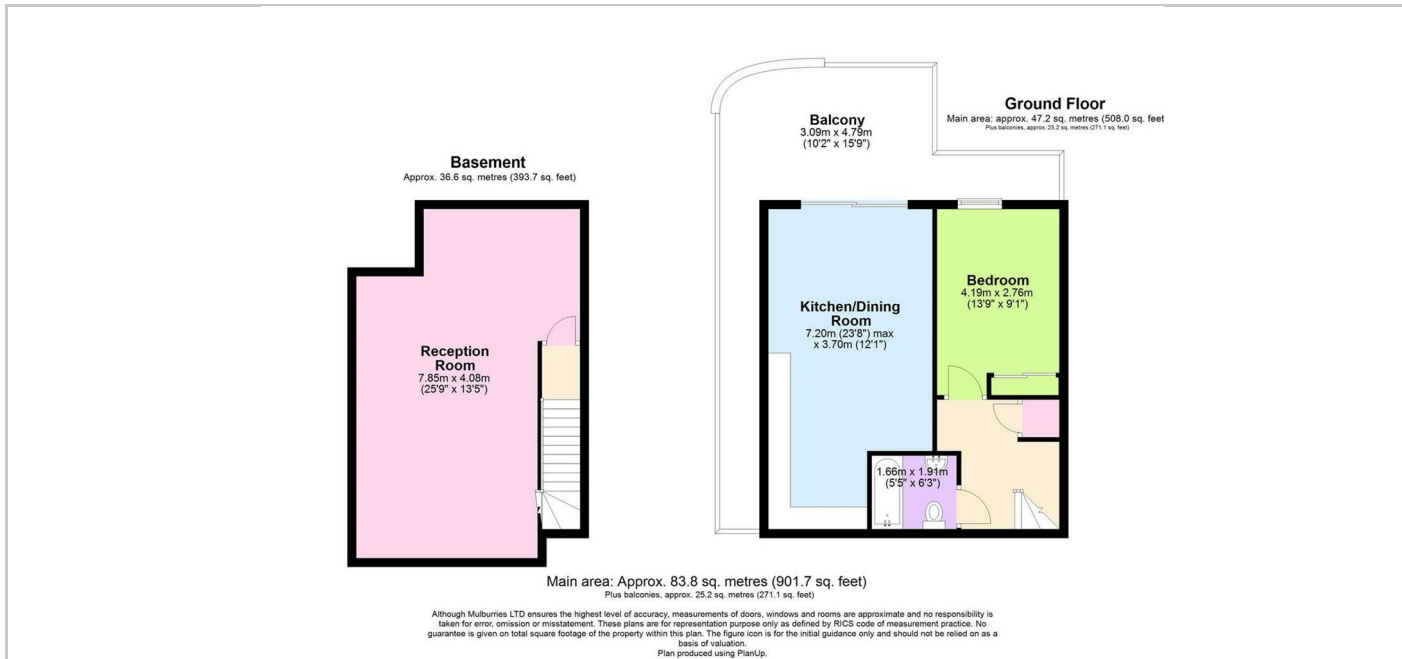 Basement
Approx. 36.6 sq. metres (393.7 sq. feet)
Reception
Room
7.85m x 4.08m
(25'9" x 13'5")
Balcony
3.09m x 4.79m
(10'2" x 15'9")
Ground Floor
Main area: approx. 47.2 sq. metres (508.0 sq. feet
Plus balconies, approx. 25.2 sq. metres (271.1 sq. feet)
Kitchen/Dining
Room
7.20m (23'8") max
x 3.70m (12'1")
Bedroom
4.19m x 2.76m
(13'9" x 9'1")
1.66m x 1.91m
(5'5" x 6'3")
Main area: Approx. 83.8 sq. metres (901.7 sq. feet)
Plus balconies, approx. 25.2 sq. metres (271.1 sq. feet)
Although Mulburries LTD ensures the highest level of accuracy, measurements of doors, windows and rooms are approximate and no responsibility is
taken for error, omission or misstatement. These plans are for representation purpose only as defined by RICS code of measurement practice. No
guarantee is given on total square footage of the property within this plan. The figure icon is for the initial guidance only and should not be relied on as a
basis of valuation.
Plan produced using PlanUp.